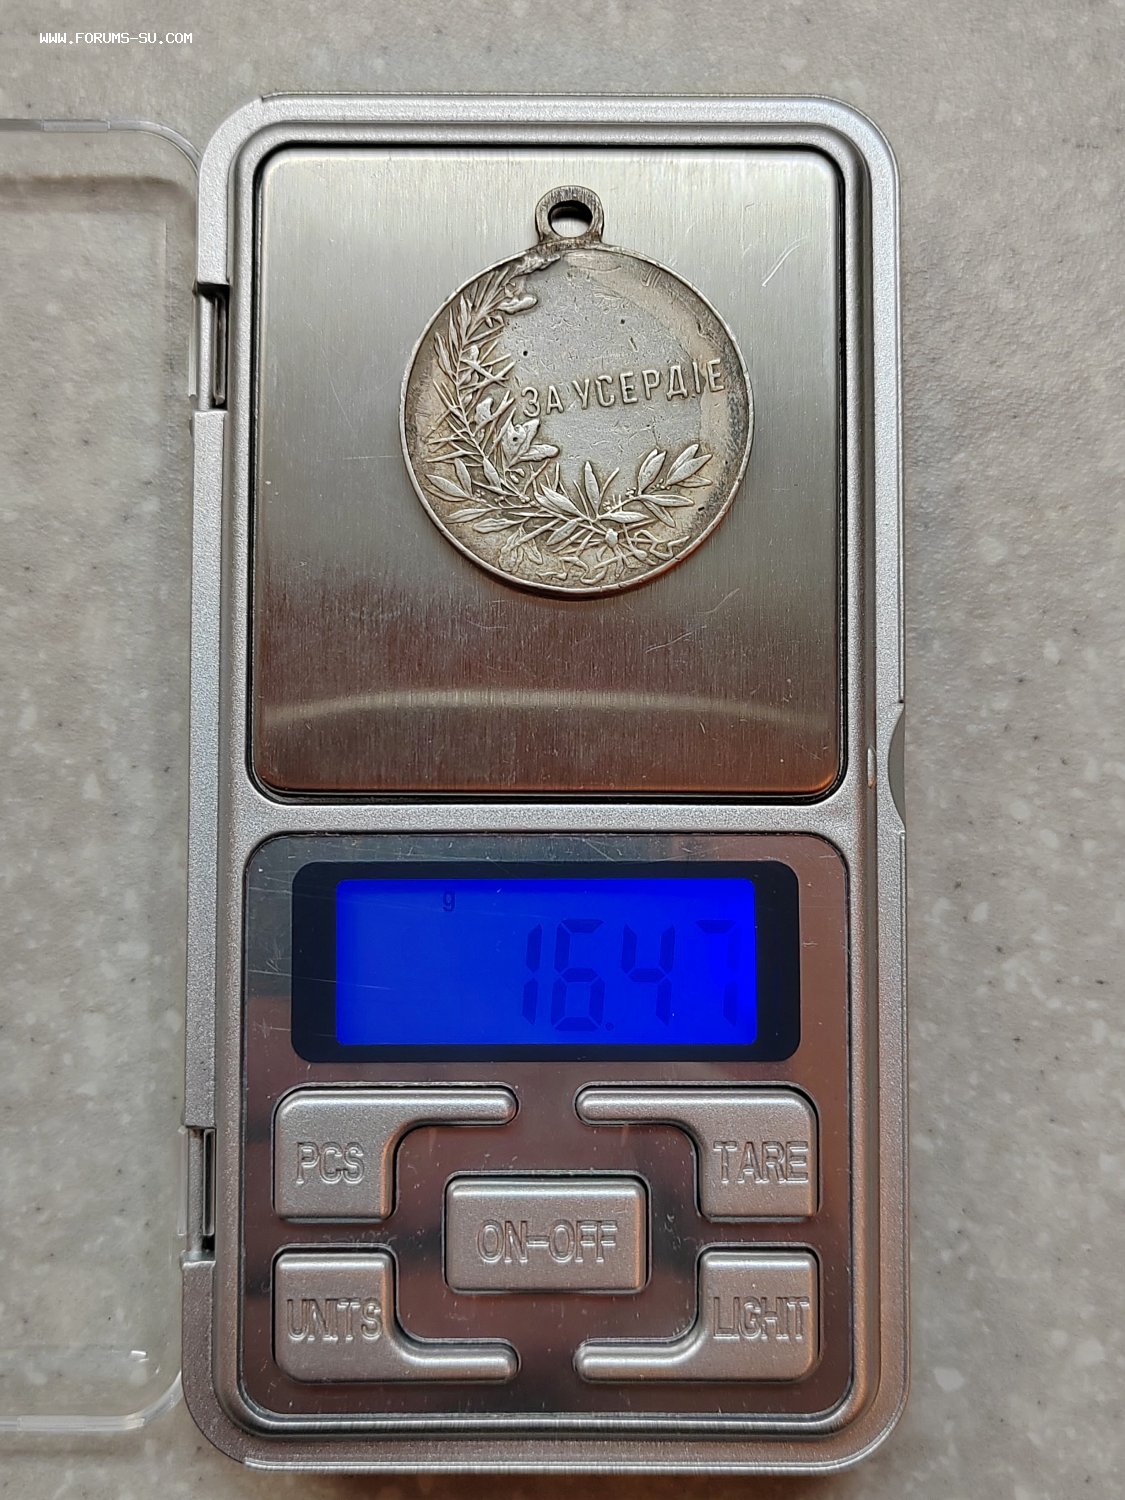 WWW.FORUMS-SU.COM
ЗА УСЕРДІЕ
g
16.47
PCS
TARE
ON-OFF
UNITS
LIGHT